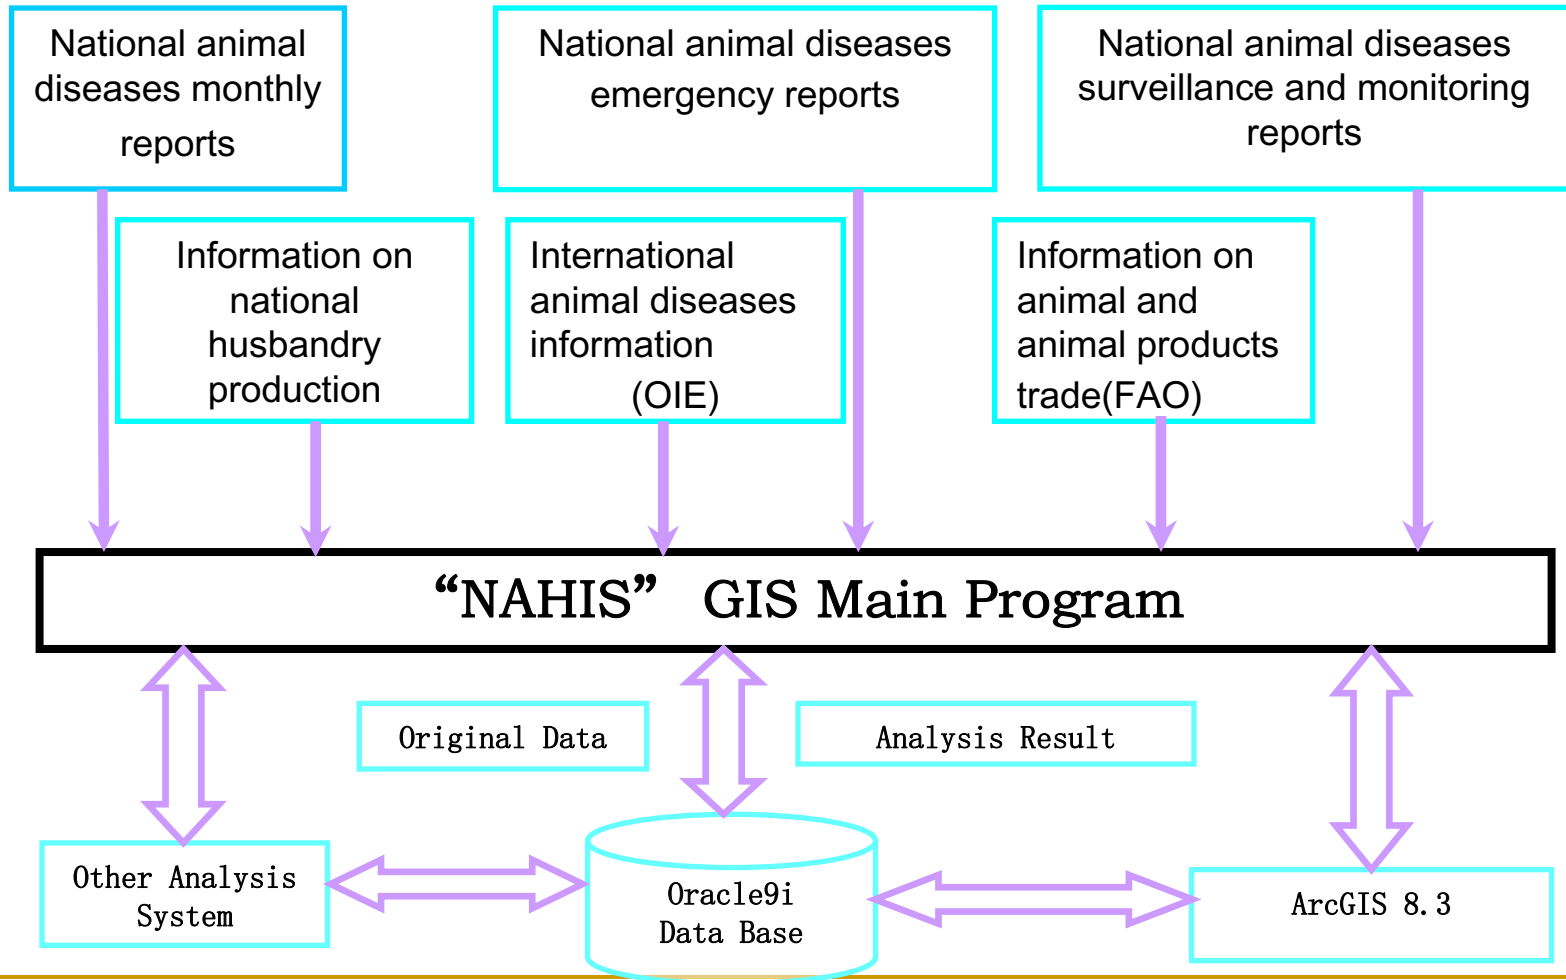 National animal
diseases monthly
reports
National animal diseases
emergency reports
National animal diseases
surveillance and monitoring
reports
Information on
national
husbandry
production
International
animal diseases
information
(OIE)
Information on
animal and
animal products
trade(FAO)
“NAHIS” GIS Main Program
Original Data
Analysis Result
Other Analysis
System
Oracle9i
Data Base
ArcGIS 8.3